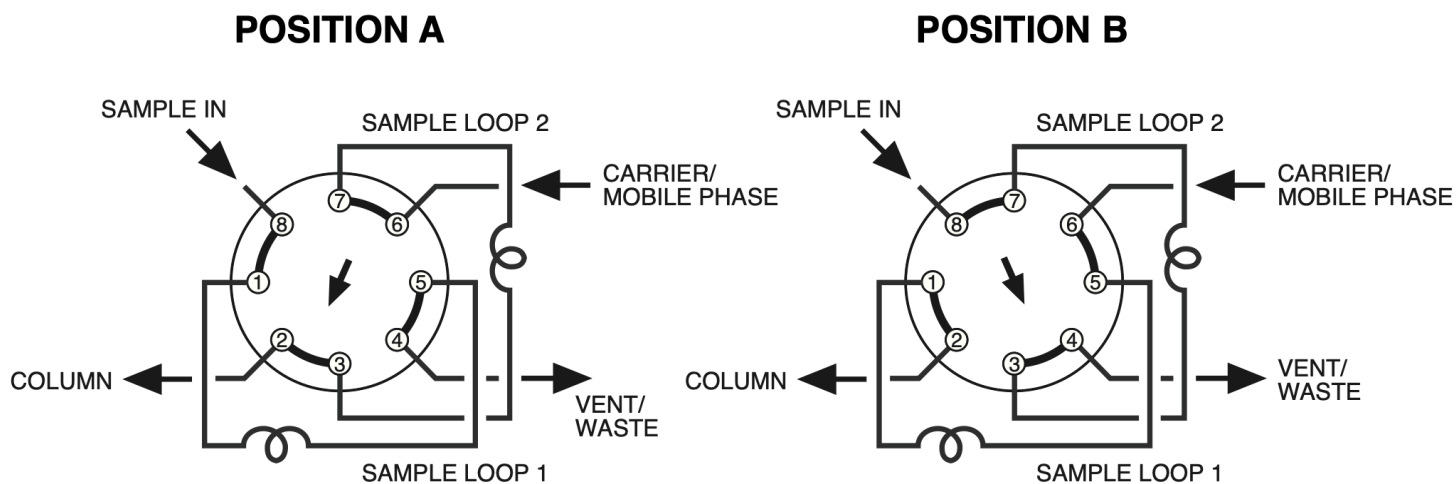 POSITION A
SAMPLE IN
SAMPLE LOOP 2
CARRIER/
MOBILE PHASE
7
8
6
1
5
2
4
3
COLUMN
VENT/
WASTE
SAMPLE LOOP 1
POSITION B
SAMPLE IN
SAMPLE LOOP 2
CARRIER/
MOBILE PHASE
7
8
6
1
5
2
4
3
COLUMN
VENT/
WASTE
SAMPLE LOOP 1